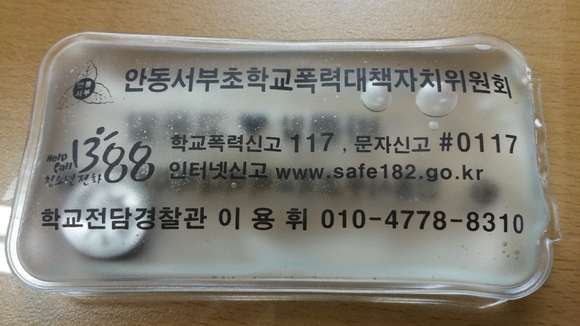 안동서부초학교폭력대책자치위원회
Help Call 1388 청소년전화
학교폭력신고 117 , 문자신고 #0117
인터넷신고 www.safe182.go.kr
학교전담경찰관 이 용 휘 010-4778-8310